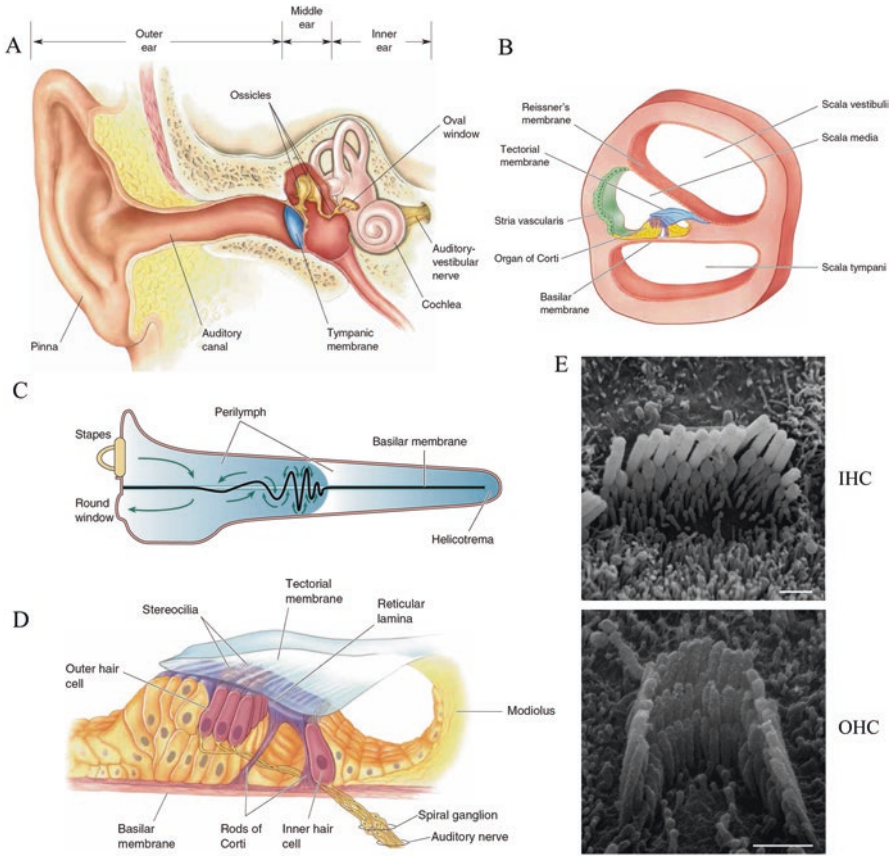 A
Outer
ear
Middle
ear
Inner
ear
Ossicles
Oval
window
Auditory-
vestibular
nerve
Cochlea
Tympanic
membrane
Auditory
canal
Pinna
B
Reissner's
membrane
Tectorial
membrane
Stria vascularis
Organ of Corti
Basilar
membrane
Scala vestibulii
Scala media
Scala tympani
C
Stapes
Perilymph
Basilar membrane
Round
window
Helicotrema
D
Stereocilia
Tectorial
membrane
Reticular
lamina
Outer hair
cell
Modiolus
Basilar
membrane
Rods of
Corti
Inner hair
cell
Spiral ganglion
Auditory nerve
E
IHC
OHC